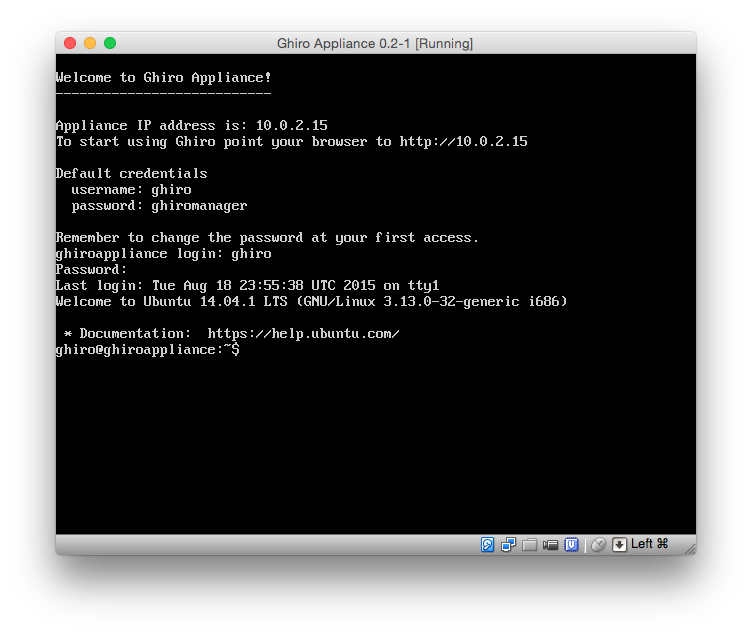 Ghiro Appliance 0.2-1 [Running]
Welcome to Ghiro Appliance!
---------------------------
Appliance IP address is: 10.0.2.15
To start using Ghiro point your browser to http://10.0.2.15
Default credentials
username: ghiro
password: ghiromanager
Remember to change the password at your first access.
ghiroappliance login: ghiro
Password:
Last login: Tue Aug 18 23:55:38 UTC 2015 on tty1
Welcome to Ubuntu 14.04.1 LTS (GNU/Linux 3.13.0-32-generic i686)
* Documentation:  https://help.ubuntu.com/
ghiro@ghiroappliance:~$
Left ⌘